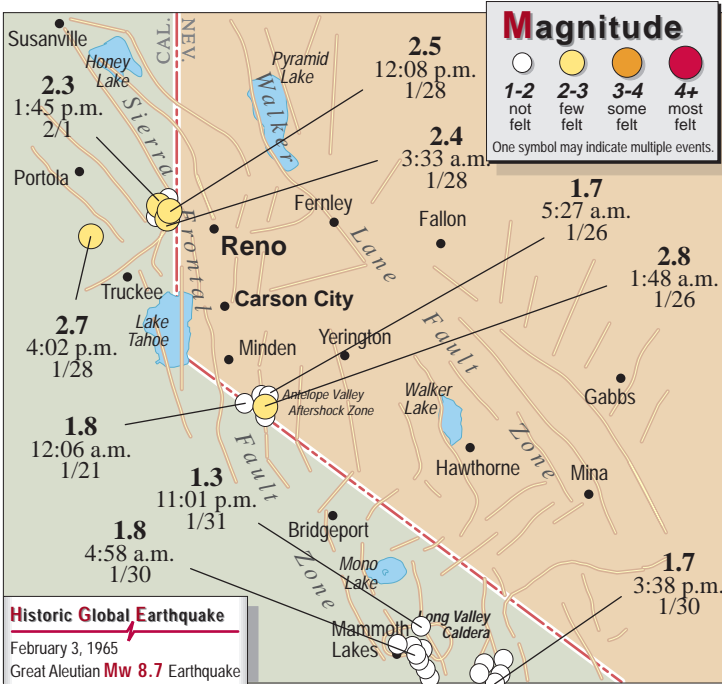 Susanville
CAL.
NEV.
Honey
Lake
Pyramid
Lake
2.5
12:08 p.m.
1/28
Magnitude
1-2
not
felt
2-3
few
felt
3-4
some
felt
4+
most
felt
One symbol may indicate multiple events.
2.3
1:45 p.m.
2/1
Sierra
Frontal
Fault
Zone
Walker
Lane
Fault
Zone
2.4
3:33 a.m.
1/28
Portola
1.7
5:27 a.m.
1/26
Fernley
Fallon
Reno
2.8
1:48 a.m.
1/26
Truckee
Carson City
Lake
Tahoe
2.7
4:02 p.m.
1/28
Minden
Yerington
Antelope Valley
Aftershock Zone
Walker
Lake
Gabbs
1.8
12:06 a.m.
1/21
Hawthorne
Mina
1.3
11:01 p.m.
1/31
Bridgeport
1.8
4:58 a.m.
1/30
Mono
Lake
1.7
3:38 p.m.
1/30
Long Valley
Caldera
Mammoth
Lakes
Historic Global Earthquake
February 3, 1965
Great Aleutian Mw 8.7 Earthquake